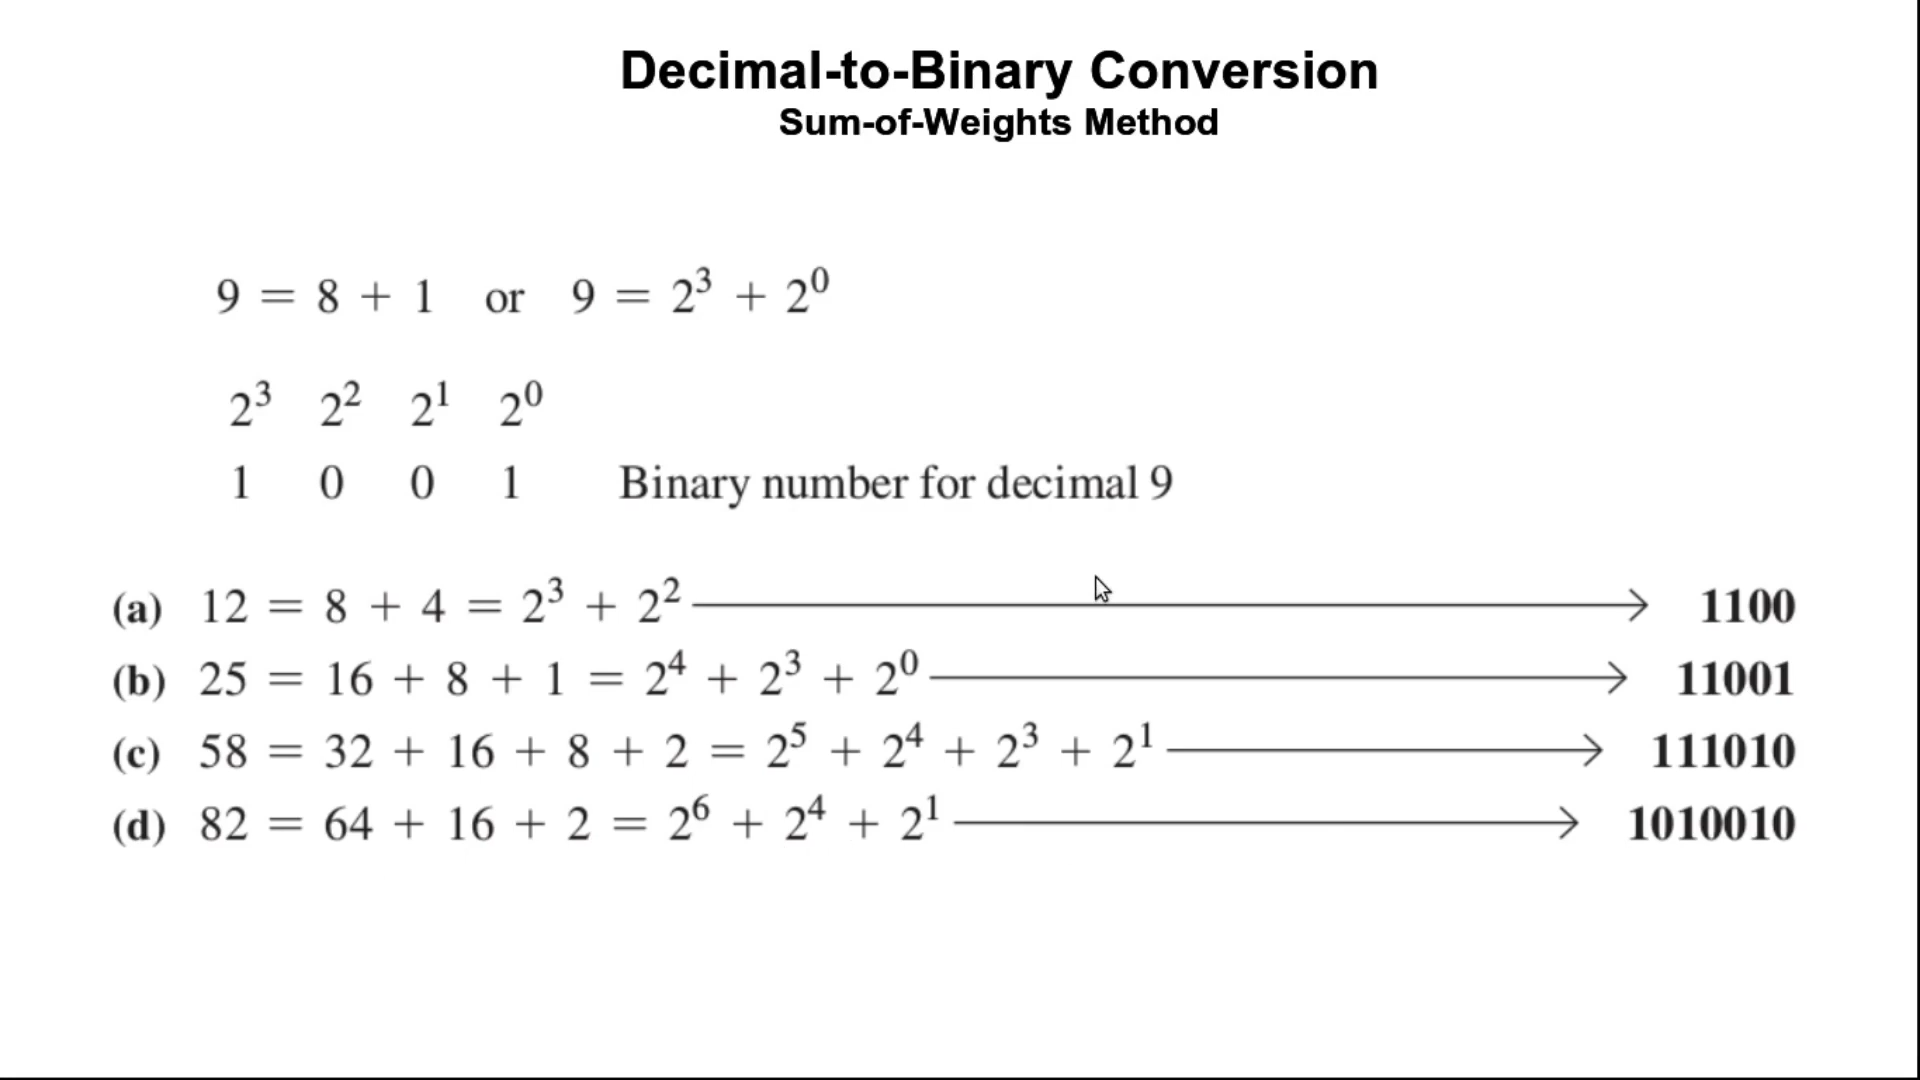 Decimal-to-Binary Conversion
Sum-of-Weights Method
9 = 8 + 1 or 9 = 2³ + 2⁰
2³ 2² 2¹ 2⁰
1 0 0 1 Binary number for decimal 9
(a) 12 = 8 + 4 = 2³ + 2² ⟶ 1100
(b) 25 = 16 + 8 + 1 = 2⁴ + 2³ + 2⁰ ⟶ 11001
(c) 58 = 32 + 16 + 8 + 2 = 2⁵ + 2⁴ + 2³ + 2¹ ⟶ 111010
(d) 82 = 64 + 16 + 2 = 2⁶ + 2⁴ + 2¹ ⟶ 1010010